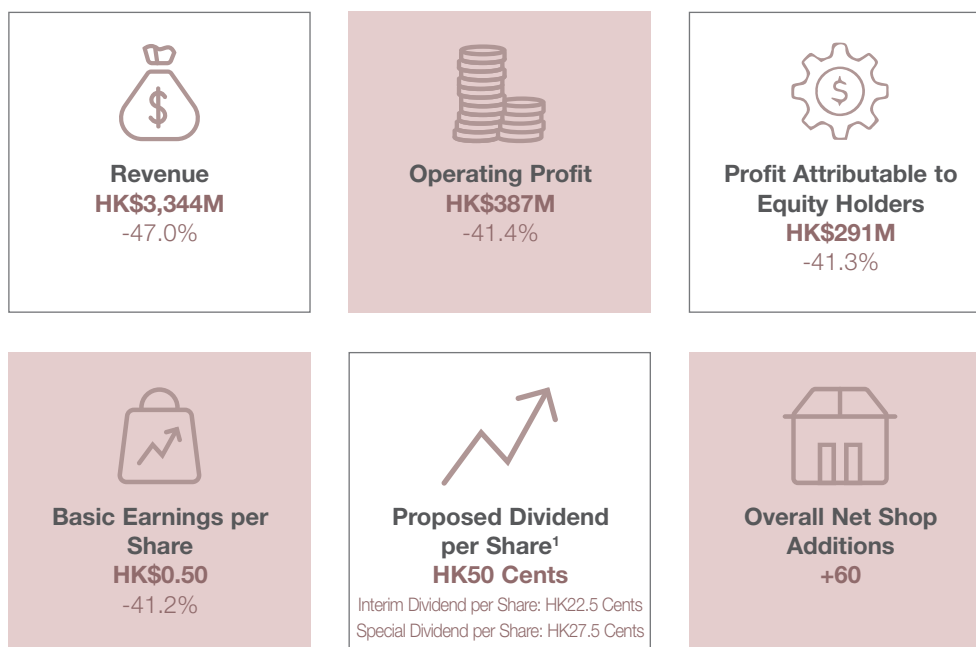 $
Revenue
HK$3,344M
-47.0%
Operating Profit
HK$387M
-41.4%
$
Profit Attributable to
Equity Holders
HK$291M
-41.3%
Basic Earnings per
Share
HK$0.50
-41.2%
Proposed Dividend
per Share¹
HK50 Cents
Interim Dividend per Share: HK22.5 Cents
Special Dividend per Share: HK27.5 Cents
Overall Net Shop
Additions
+60